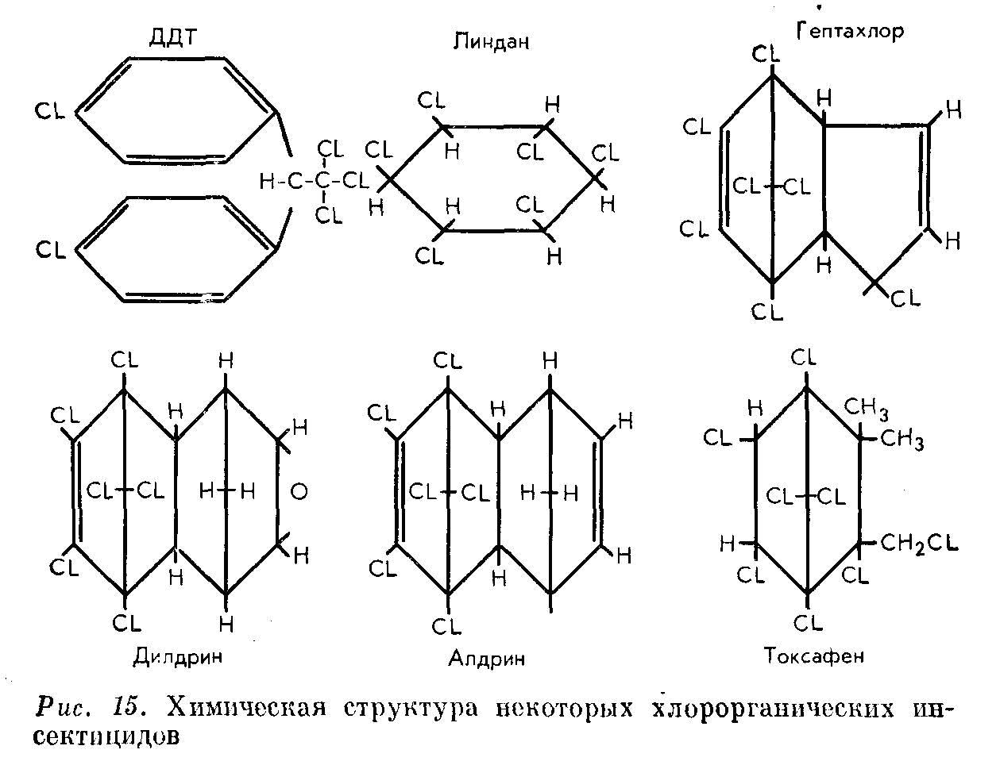 ДДТ
Линдан
Гептахлор
CL
CL
H
CL
CL
H
CL
CL
H-C-C-CL
CL
CL
CL
H
H
CL
CL
H
H
CL
H
CL
H
CL
CL
H
H
CL
CL-CL
CL
H
H
CL
CL
CL
H
CL
H
H
CL-CL
H-H
O
CL
H
H
CL
H
Дилдрин
CL
H
CL
H
H
CL-CL
H-H
CL
H
H
CL
Алдрин
CL
H
CH3
CL
CH3
CL-CL
H
CH2CL
CL
CL
CL
Токсафен
Рис. 15. Химическая структура некоторых хлорорганических ин-
сектицидов